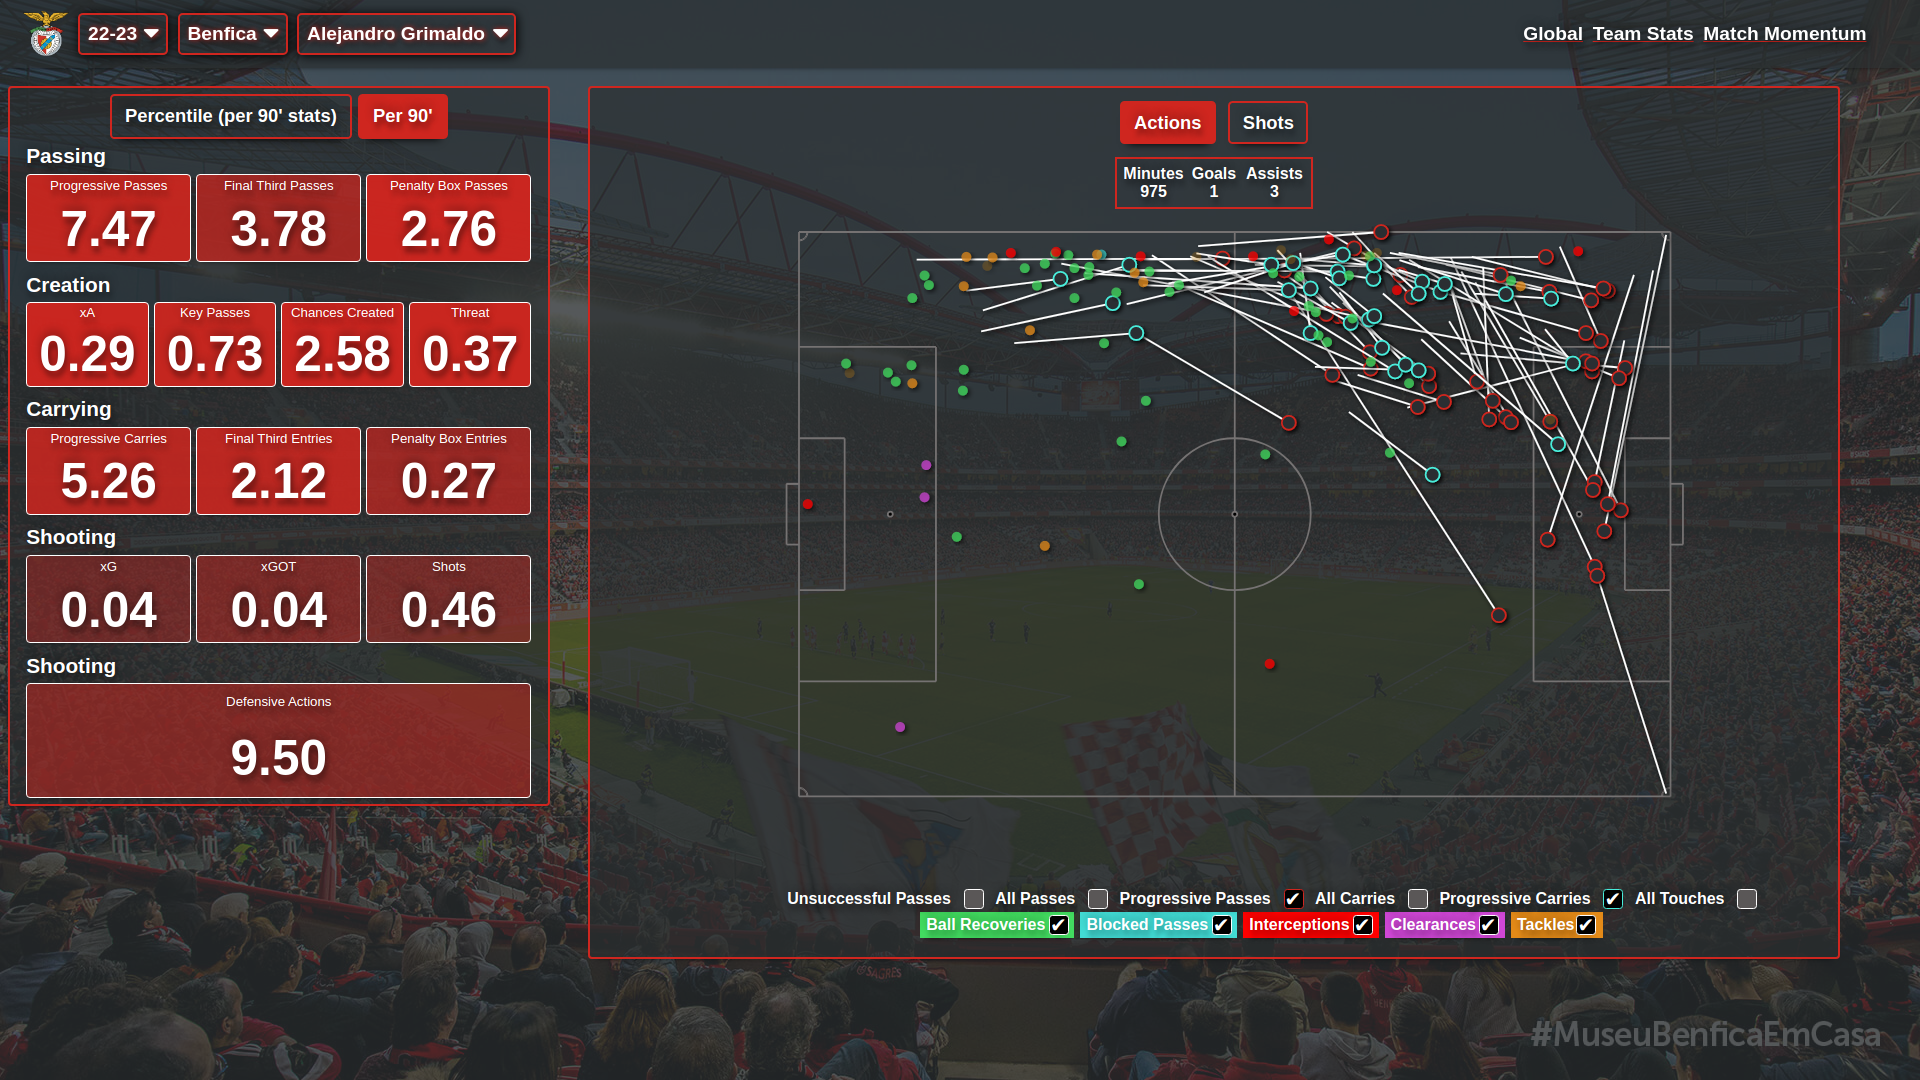 22-23 Benfica Alejandro Grimaldo Global Team Stats Match Momentum
Percentile (per 90' stats) Per 90'
Passing
Progressive Passes Final Third Passes Penalty Box Passes
7.47 3.78 2.76
Creation
xA Key Passes Chances Created Threat
0.29 0.73 2.58 0.37
Carrying
Progressive Carries Final Third Entries Penalty Box Entries
5.26 2.12 0.27
Shooting
xG xGOT Shots
0.04 0.04 0.46
Shooting
Defensive Actions
9.50
Actions Shots
Minutes Goals Assists
975 1 3
Unsuccessful Passes All Passes Progressive Passes All Carries Progressive Carries All Touches
Ball Recoveries Blocked Passes Interceptions Clearances Tackles
#MuseuBenficaEmCasa